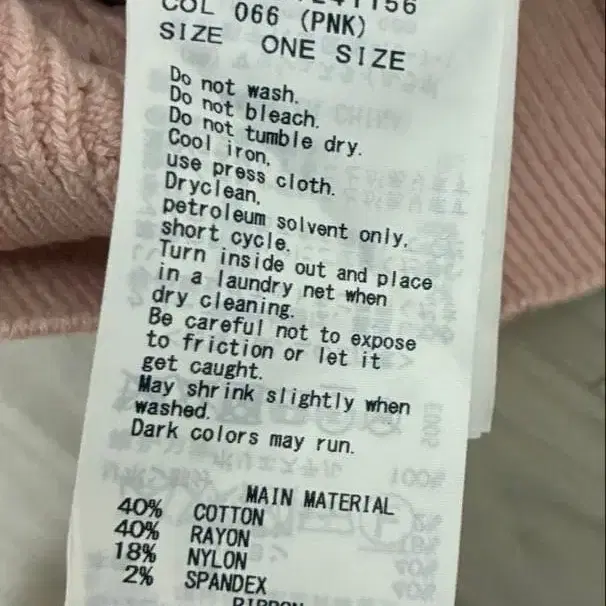 COL 066 (PNK)
SIZE ONE SIZE
Do not wash.
Do not bleach.
Do not tumble dry.
Cool iron,
use press cloth.
Dryclean,
petroleum solvent only,
short cycle.
Turn inside out and place
in a laundry net when
dry cleaning.
Be careful not to expose
to friction or let it
get caught.
May shrink slightly when
washed.
Dark colors may run.
MAIN MATERIAL
40% COTTON
40% RAYON
18% NYLON
2% SPANDEX